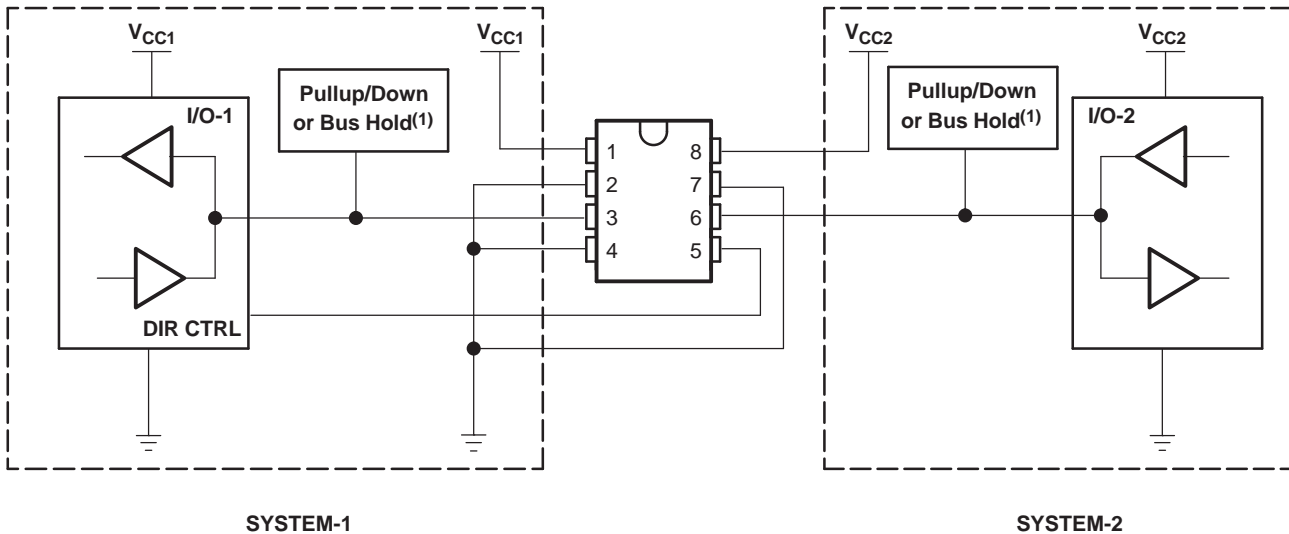 VCC1
VCC1
VCC2
VCC2
Pullup/Down
or Bus Hold(1)
Pullup/Down
or Bus Hold(1)
I/O-1
I/O-2
1
8
2
7
3
6
4
5
DIR CTRL
SYSTEM-1
SYSTEM-2